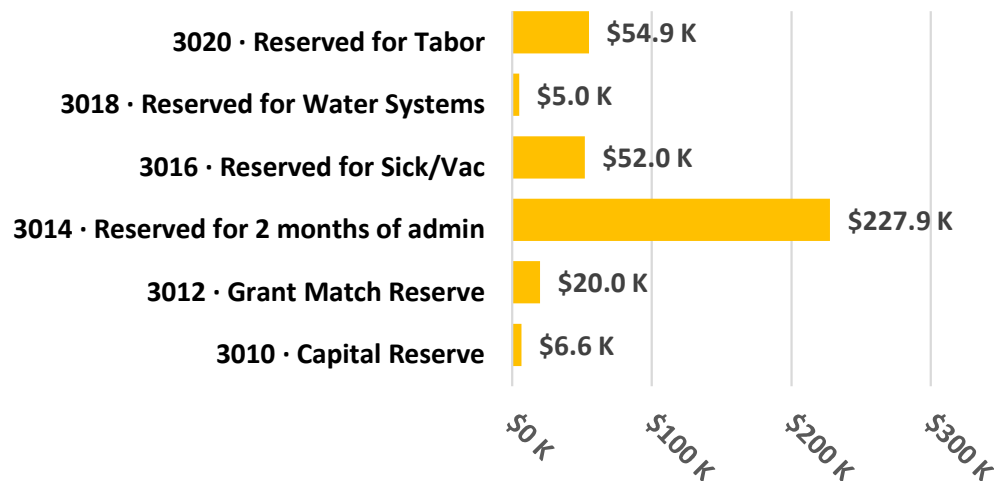 3020 · Reserved for Tabor $54.9 K
3018 · Reserved for Water Systems $5.0 K
3016 · Reserved for Sick/Vac $52.0 K
3014 · Reserved for 2 months of admin $227.9 K
3012 · Grant Match Reserve $20.0 K
3010 · Capital Reserve $6.6 K
$0 K $100 K $200 K $300 K